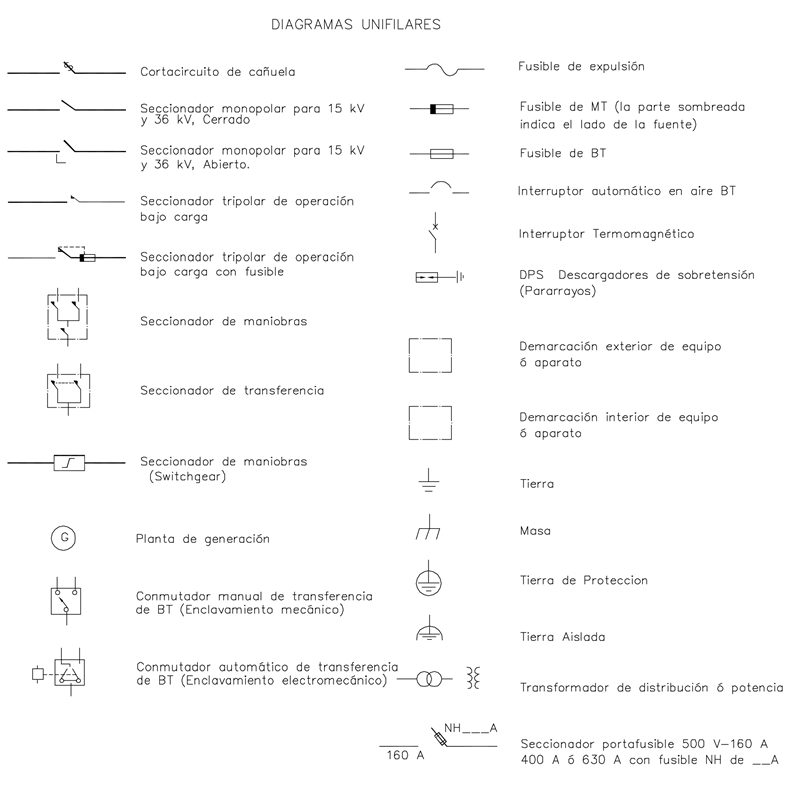 DIAGRAMAS UNIFILARES
Cortacircuito de cañuela
Seccionador monopolar para 15 kV
y 36 kV, Cerrado
Seccionador monopolar para 15 kV
y 36 kV, Abierto.
Seccionador tripolar de operación
bajo carga
Seccionador tripolar de operación
bajo carga con fusible
Seccionador de maniobras
Seccionador de transferencia
Seccionador de maniobras
(Switchgear)
G
Planta de generación
Conmutador manual de transferencia
de BT (Enclavamiento mecánico)
Conmutador automático de transferencia
de BT (Enclavamiento electromecánico)
Fusible de expulsión
Fusible de MT (la parte sombreada
indica el lado de la fuente)
Fusible de BT
Interruptor automático en aire BT
Interruptor Termomagnético
DPS Descargadores de sobretensión
(Pararrayos)
Demarcación exterior de equipo
ó aparato
Demarcación interior de equipo
ó aparato
Tierra
Masa
Tierra de Proteccion
Tierra Aislada
Transformador de distribución ó potencia
NH___A
160 A
Seccionador portafusible 500 V-160 A
400 A ó 630 A con fusible NH de __A